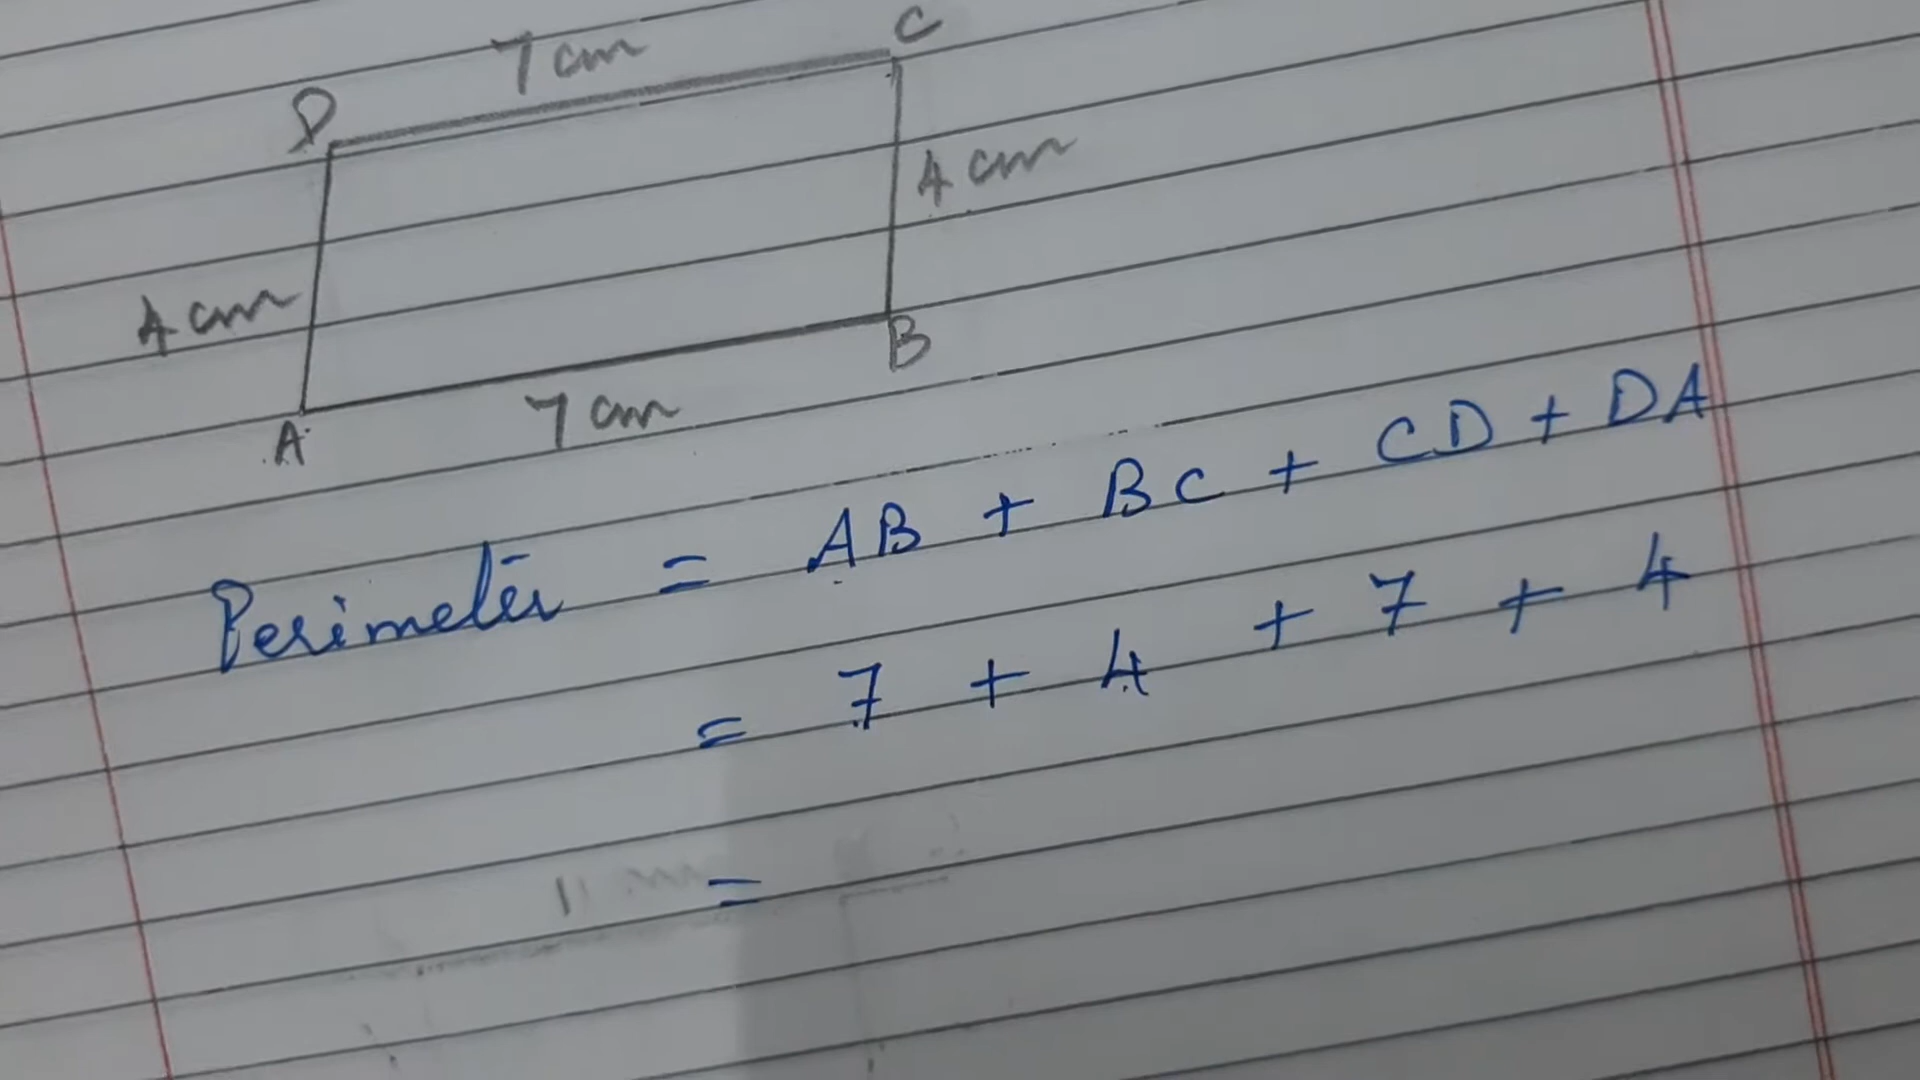 7 cm
C
D
4 cm
4 cm
B
A
7 cm
Perimeter = AB + BC + CD + DA
= 7 + 4 + 7 + 4
=